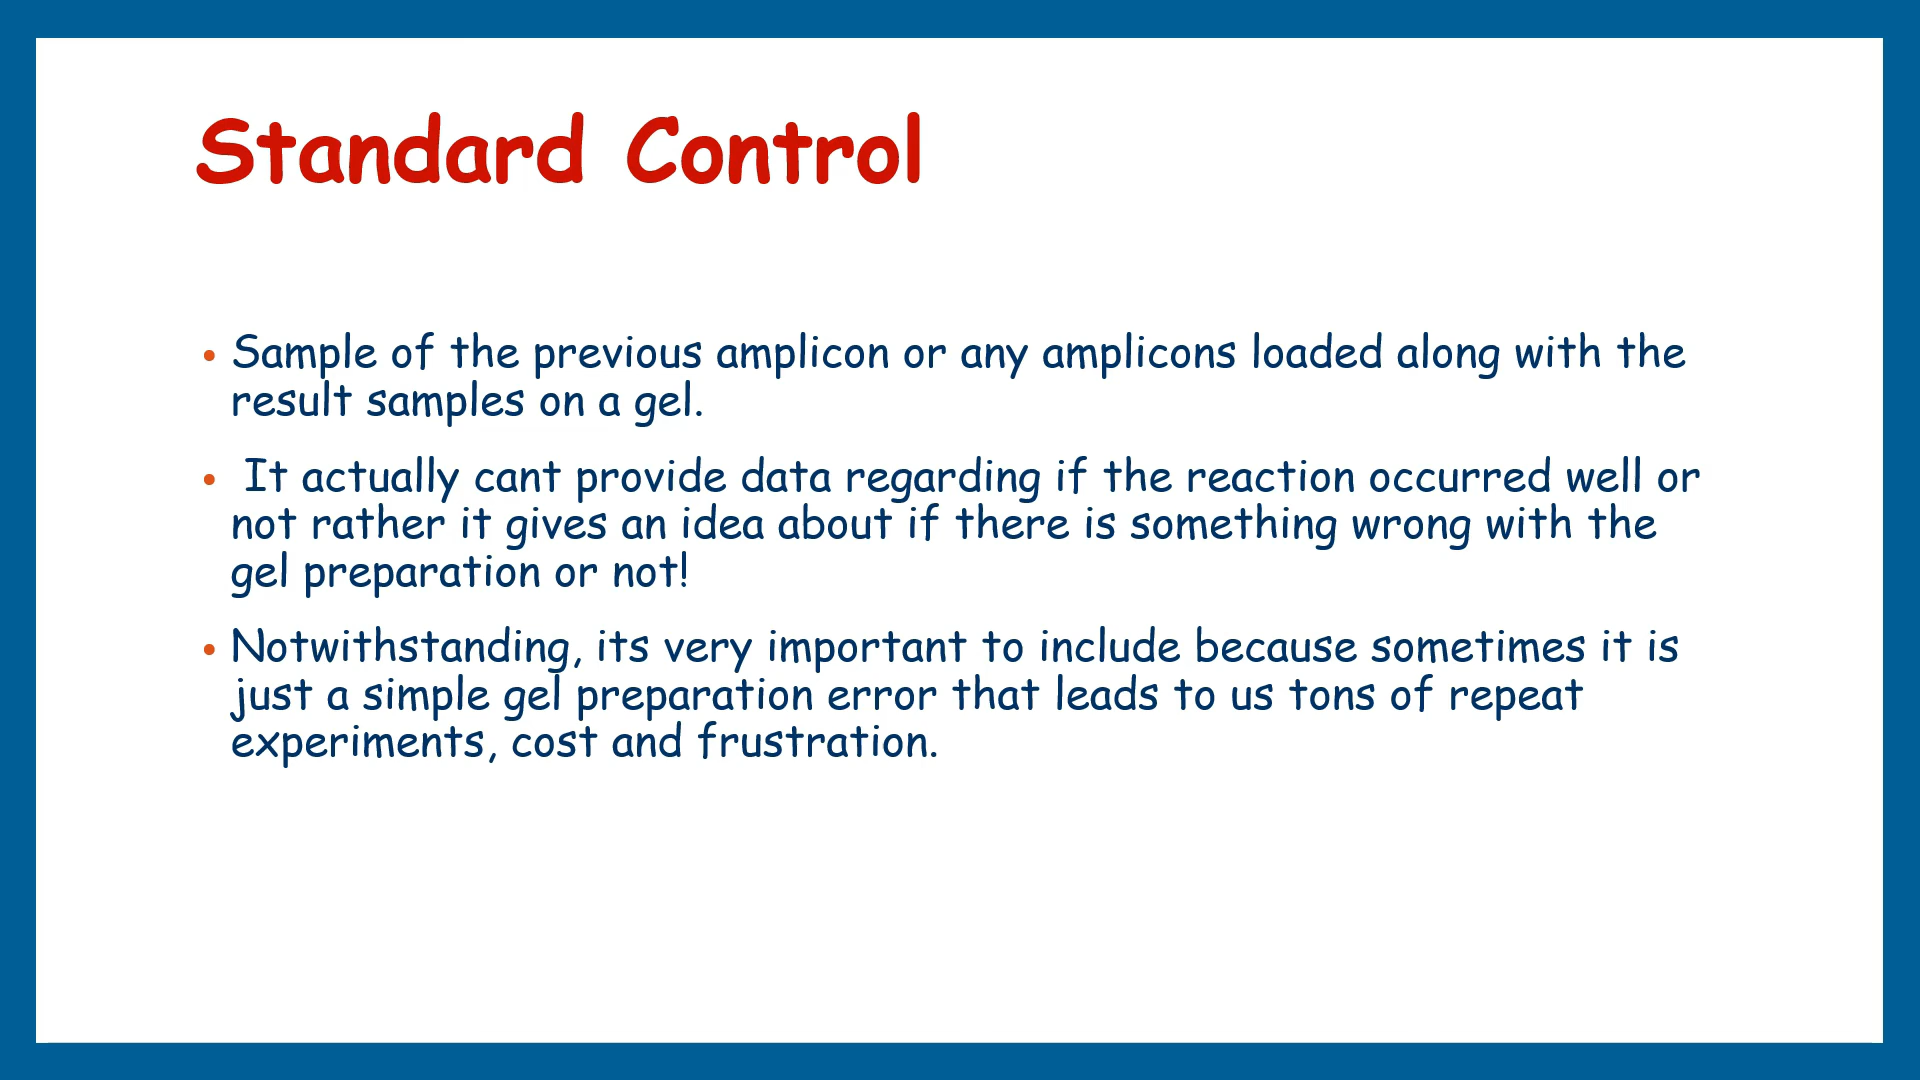 Standard Control
• Sample of the previous amplicon or any amplicons loaded along with the
result samples on a gel.
• It actually cant provide data regarding if the reaction occurred well or
not rather it gives an idea about if there is something wrong with the
gel preparation or not!
• Notwithstanding, its very important to include because sometimes it is
just a simple gel preparation error that leads to us tons of repeat
experiments, cost and frustration.